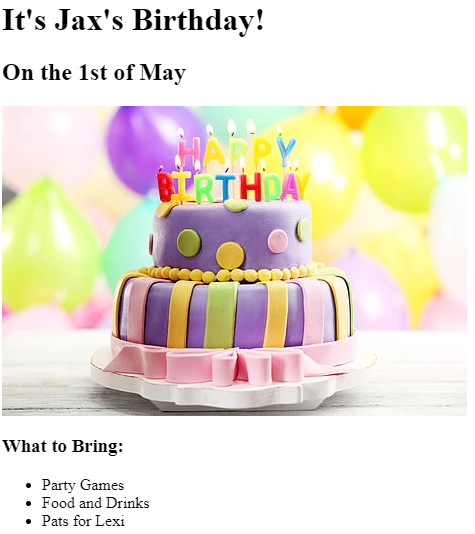 It's Jax's Birthday!
On the 1st of May
HAPPY
BIRTHDAY
What to Bring:
Party Games
Food and Drinks
Pats for Lexi